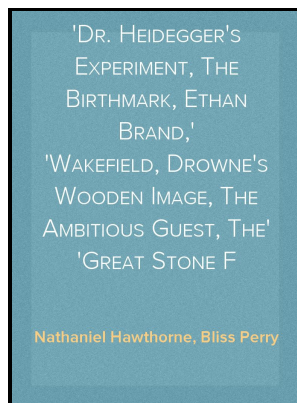 'Dr. Heidegger's
Experiment, The
Birthmark, Ethan
Brand,'
'Wakefield, Drowne's
Wooden Image, The
Ambitious Guest, The'
'Great Stone F
Nathaniel Hawthorne, Bliss Perry